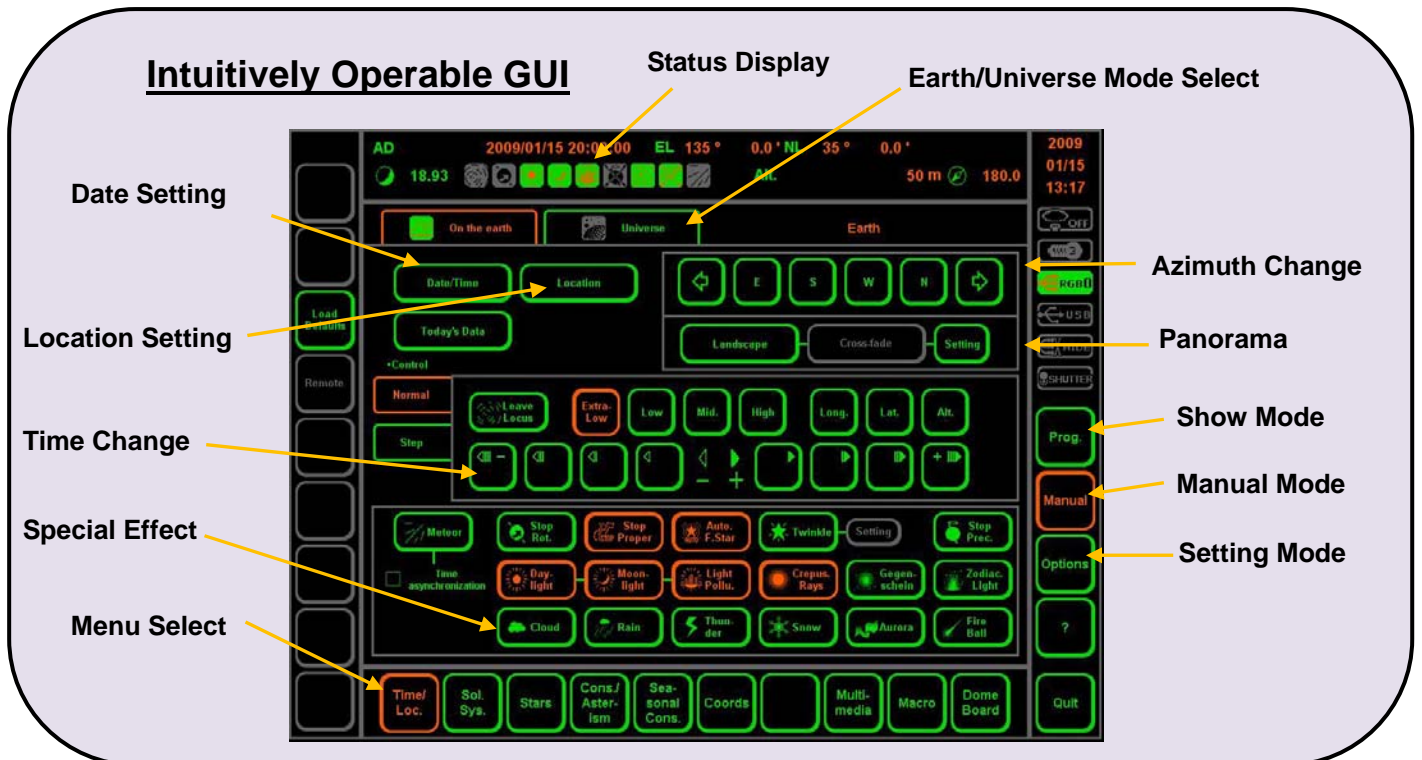 Intuitively Operable GUI
Status Display
Earth/Universe Mode Select
Date Setting
Location Setting
Time Change
Special Effect
Menu Select
Azimuth Change
Panorama
Show Mode
Manual Mode
Setting Mode
AD 2009/01/15 20:00:00 EL 135 ° 0.0 ' NL 35 ° 0.0 '
18.93 Alt. 50 m 180.0
2009
01/15
13:17
On the earth Universe Earth
Date/Time Location
Today's Data
E S W N
Landscape Cross-fade Setting
•Control
Normal
Step
Leave
Locus
Extra-
Low
Low Mid. High Long. Lat. Alt.
− − + +
Meteor
Stop
Rot.
Stop
Proper
Auto.
F.Star
Twinkle Setting
Stop
Prec.
Time
asynchronization
Day-
light
Moon-
light
Light
Pollu.
Crepus.
Rays
Gegen-
schein
Zodiac.
Light
Cloud Rain
Thun-
der
Snow Aurora
Fire
Ball
Load
Defaults
Remote
OFF
RGB
USB
SHUTTER
Prog.
Manual
Options
?
Quit
Time/
Loc.
Sol.
Sys.
Stars
Cons./
Aster-
ism
Sea-
sonal
Cons.
Coords
Multi-
media
Macro
Dome
Board